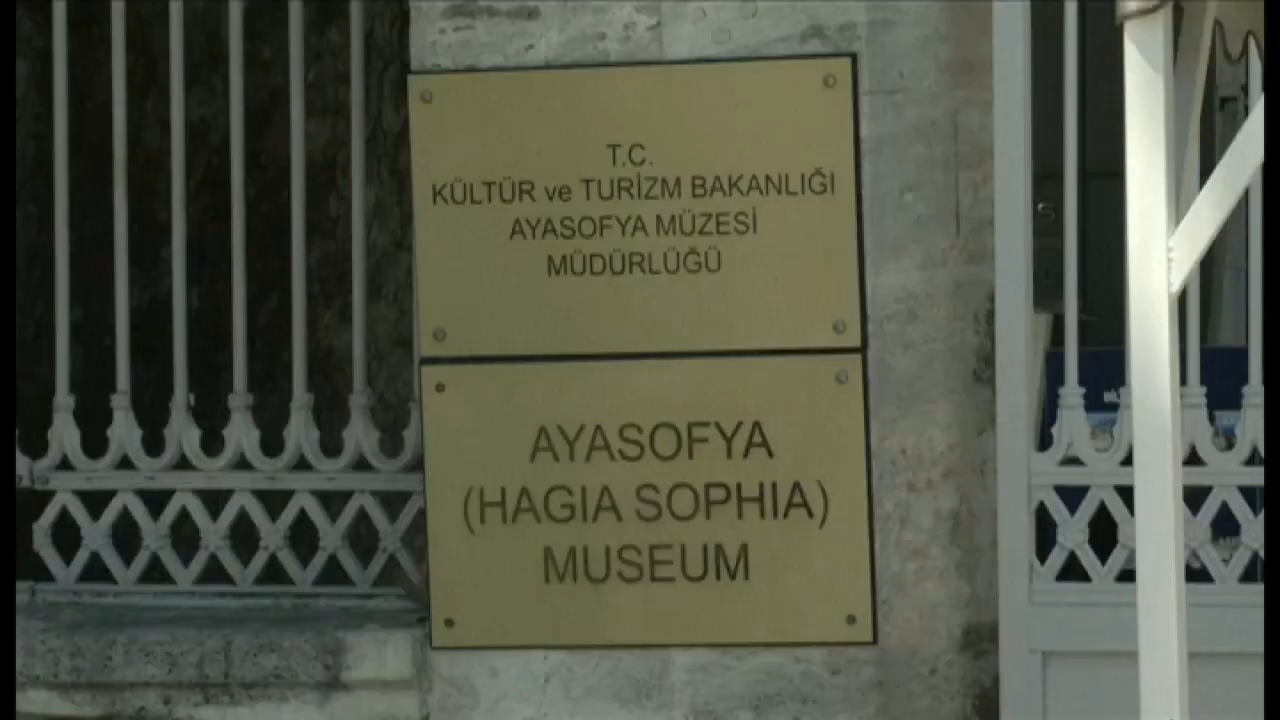 T.C.
KÜLTÜR ve TURİZM BAKANLIĞI
AYASOFYA MÜZESİ
MÜDÜRLÜĞÜ
AYASOFYA
(HAGIA SOPHIA)
MUSEUM